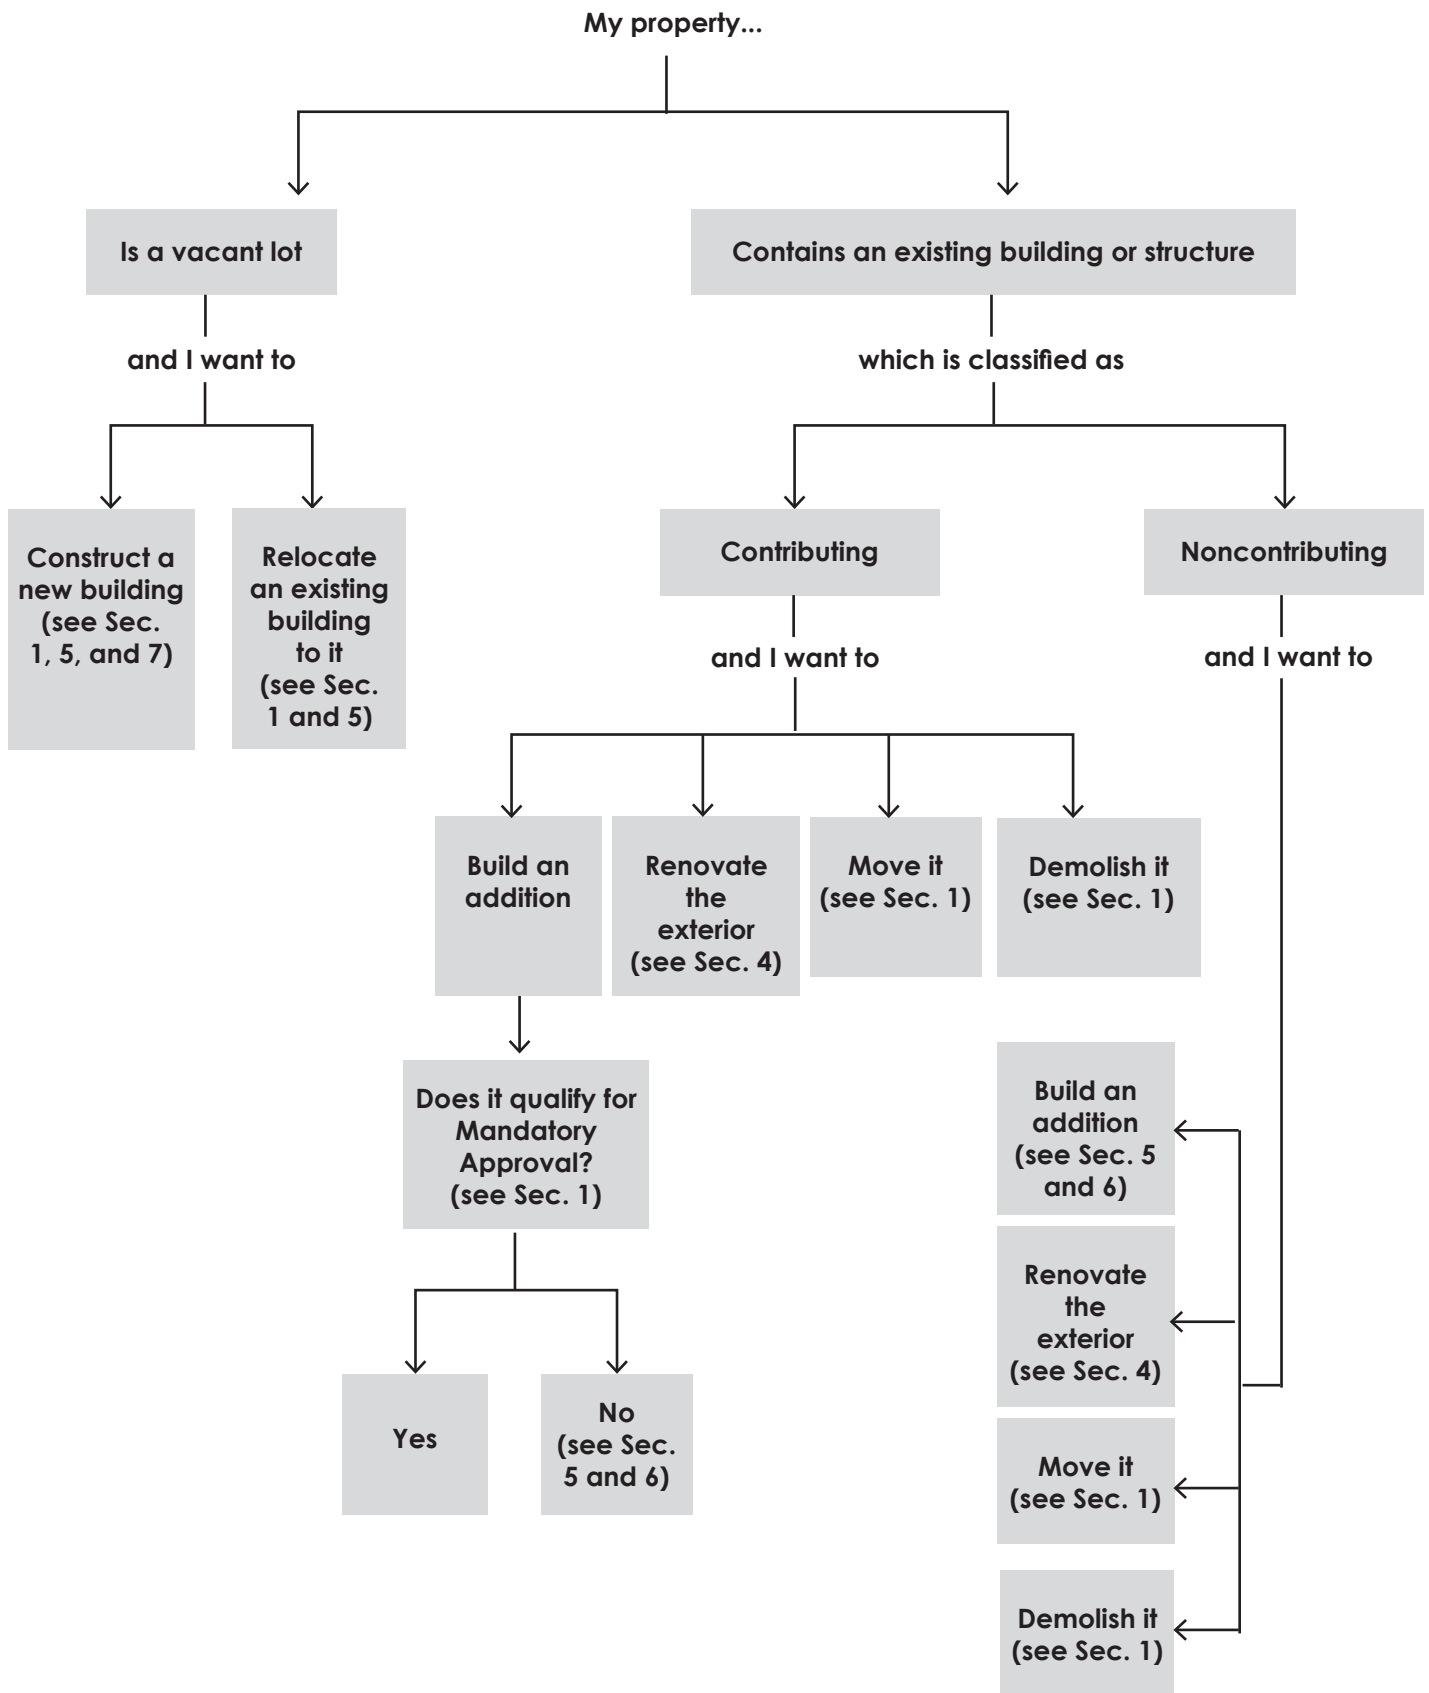 My property...
Is a vacant lot
Contains an existing building or structure
and I want to
which is classified as
Construct a
new building
(see Sec.
1, 5, and 7)
Relocate
an existing
building
to it
(see Sec.
1 and 5)
Contributing
Noncontributing
and I want to
and I want to
Build an
addition
Renovate
the
exterior
(see Sec. 4)
Move it
(see Sec. 1)
Demolish it
(see Sec. 1)
Does it qualify for
Mandatory
Approval?
(see Sec. 1)
Yes
No
(see Sec.
5 and 6)
Build an
addition
(see Sec. 5
and 6)
Renovate
the
exterior
(see Sec. 4)
Move it
(see Sec. 1)
Demolish it
(see Sec. 1)